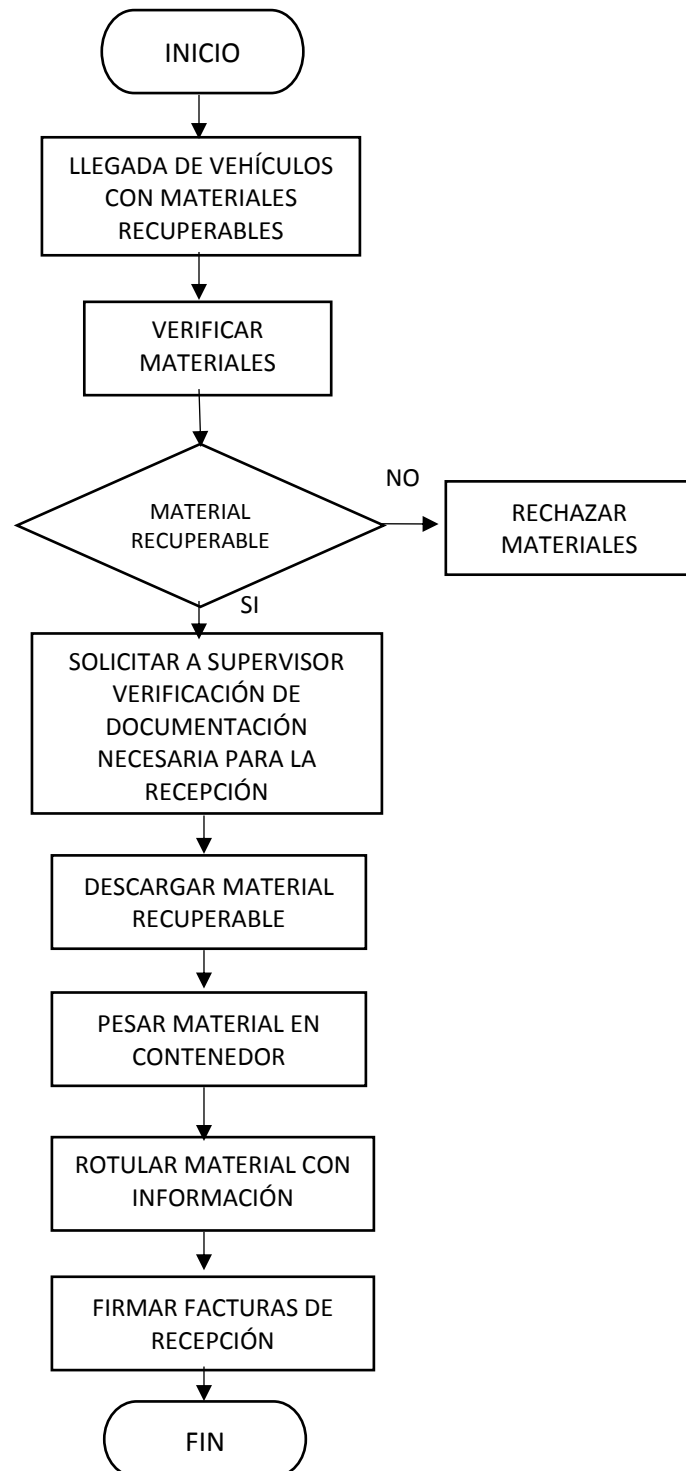 INICIO
LLEGADA DE VEHÍCULOS
CON MATERIALES
RECUPERABLES
VERIFICAR
MATERIALES
MATERIAL
RECUPERABLE
NO
RECHAZAR
MATERIALES
SI
SOLICITAR A SUPERVISOR
VERIFICACIÓN DE
DOCUMENTACIÓN
NECESARIA PARA LA
RECEPCIÓN
DESCARGAR MATERIAL
RECUPERABLE
PESAR MATERIAL EN
CONTENEDOR
ROTULAR MATERIAL CON
INFORMACIÓN
FIRMAR FACTURAS DE
RECEPCIÓN
FIN